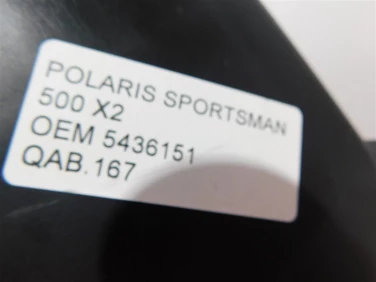 POLARIS SPORTSMAN
500 X2
OEM 5436151
QAB.167